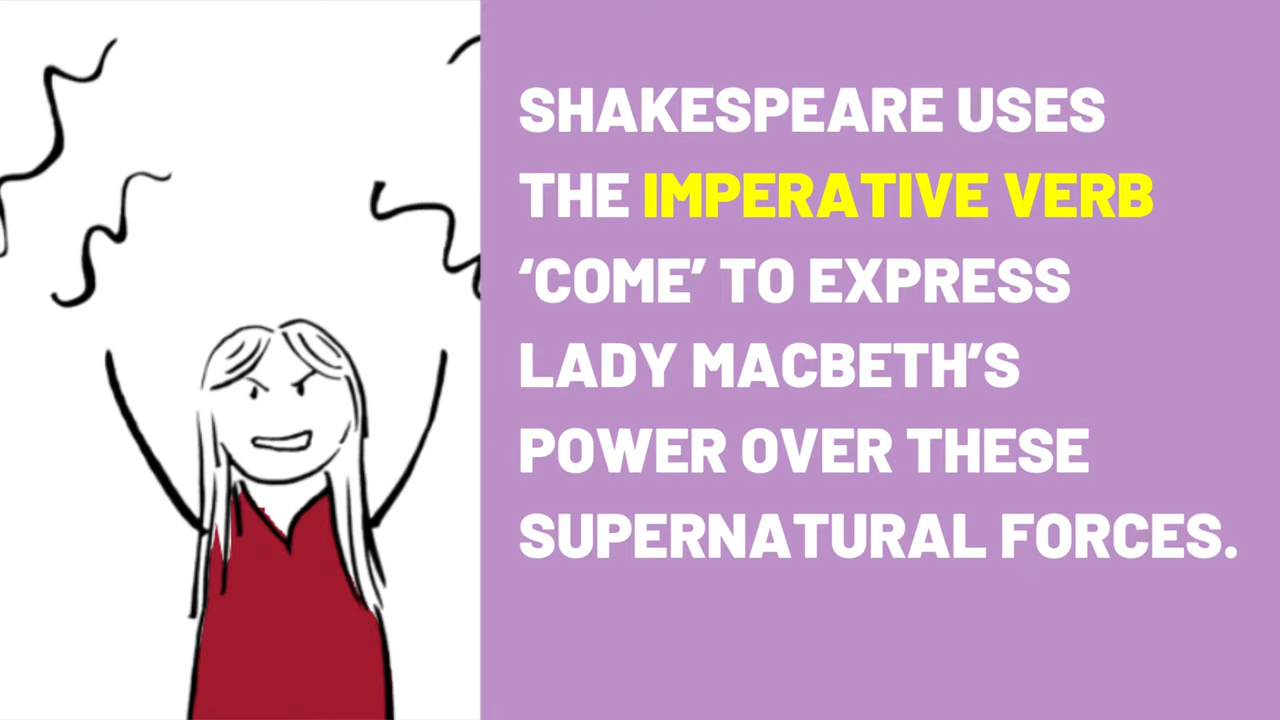 SHAKESPEARE USES
THE IMPERATIVE VERB
‘COME’ TO EXPRESS
LADY MACBETH’S
POWER OVER THESE
SUPERNATURAL FORCES.